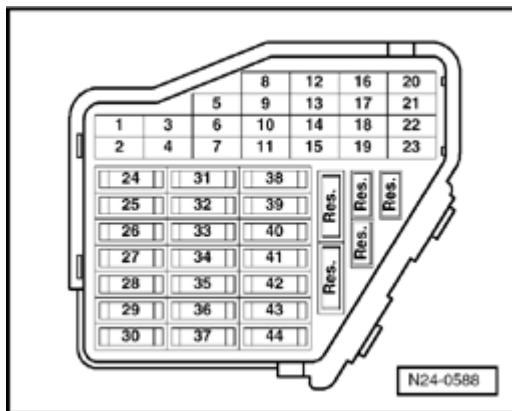 8 12 16 20
5 9 13 17 21
1 3 6 10 14 18 22
2 4 7 11 15 19 23
24 31 38
25 32 39
26 33 40
27 34 41
28 35 42
29 36 43
30 37 44
Res. Res. Res.
Res. Res.
N24-0588